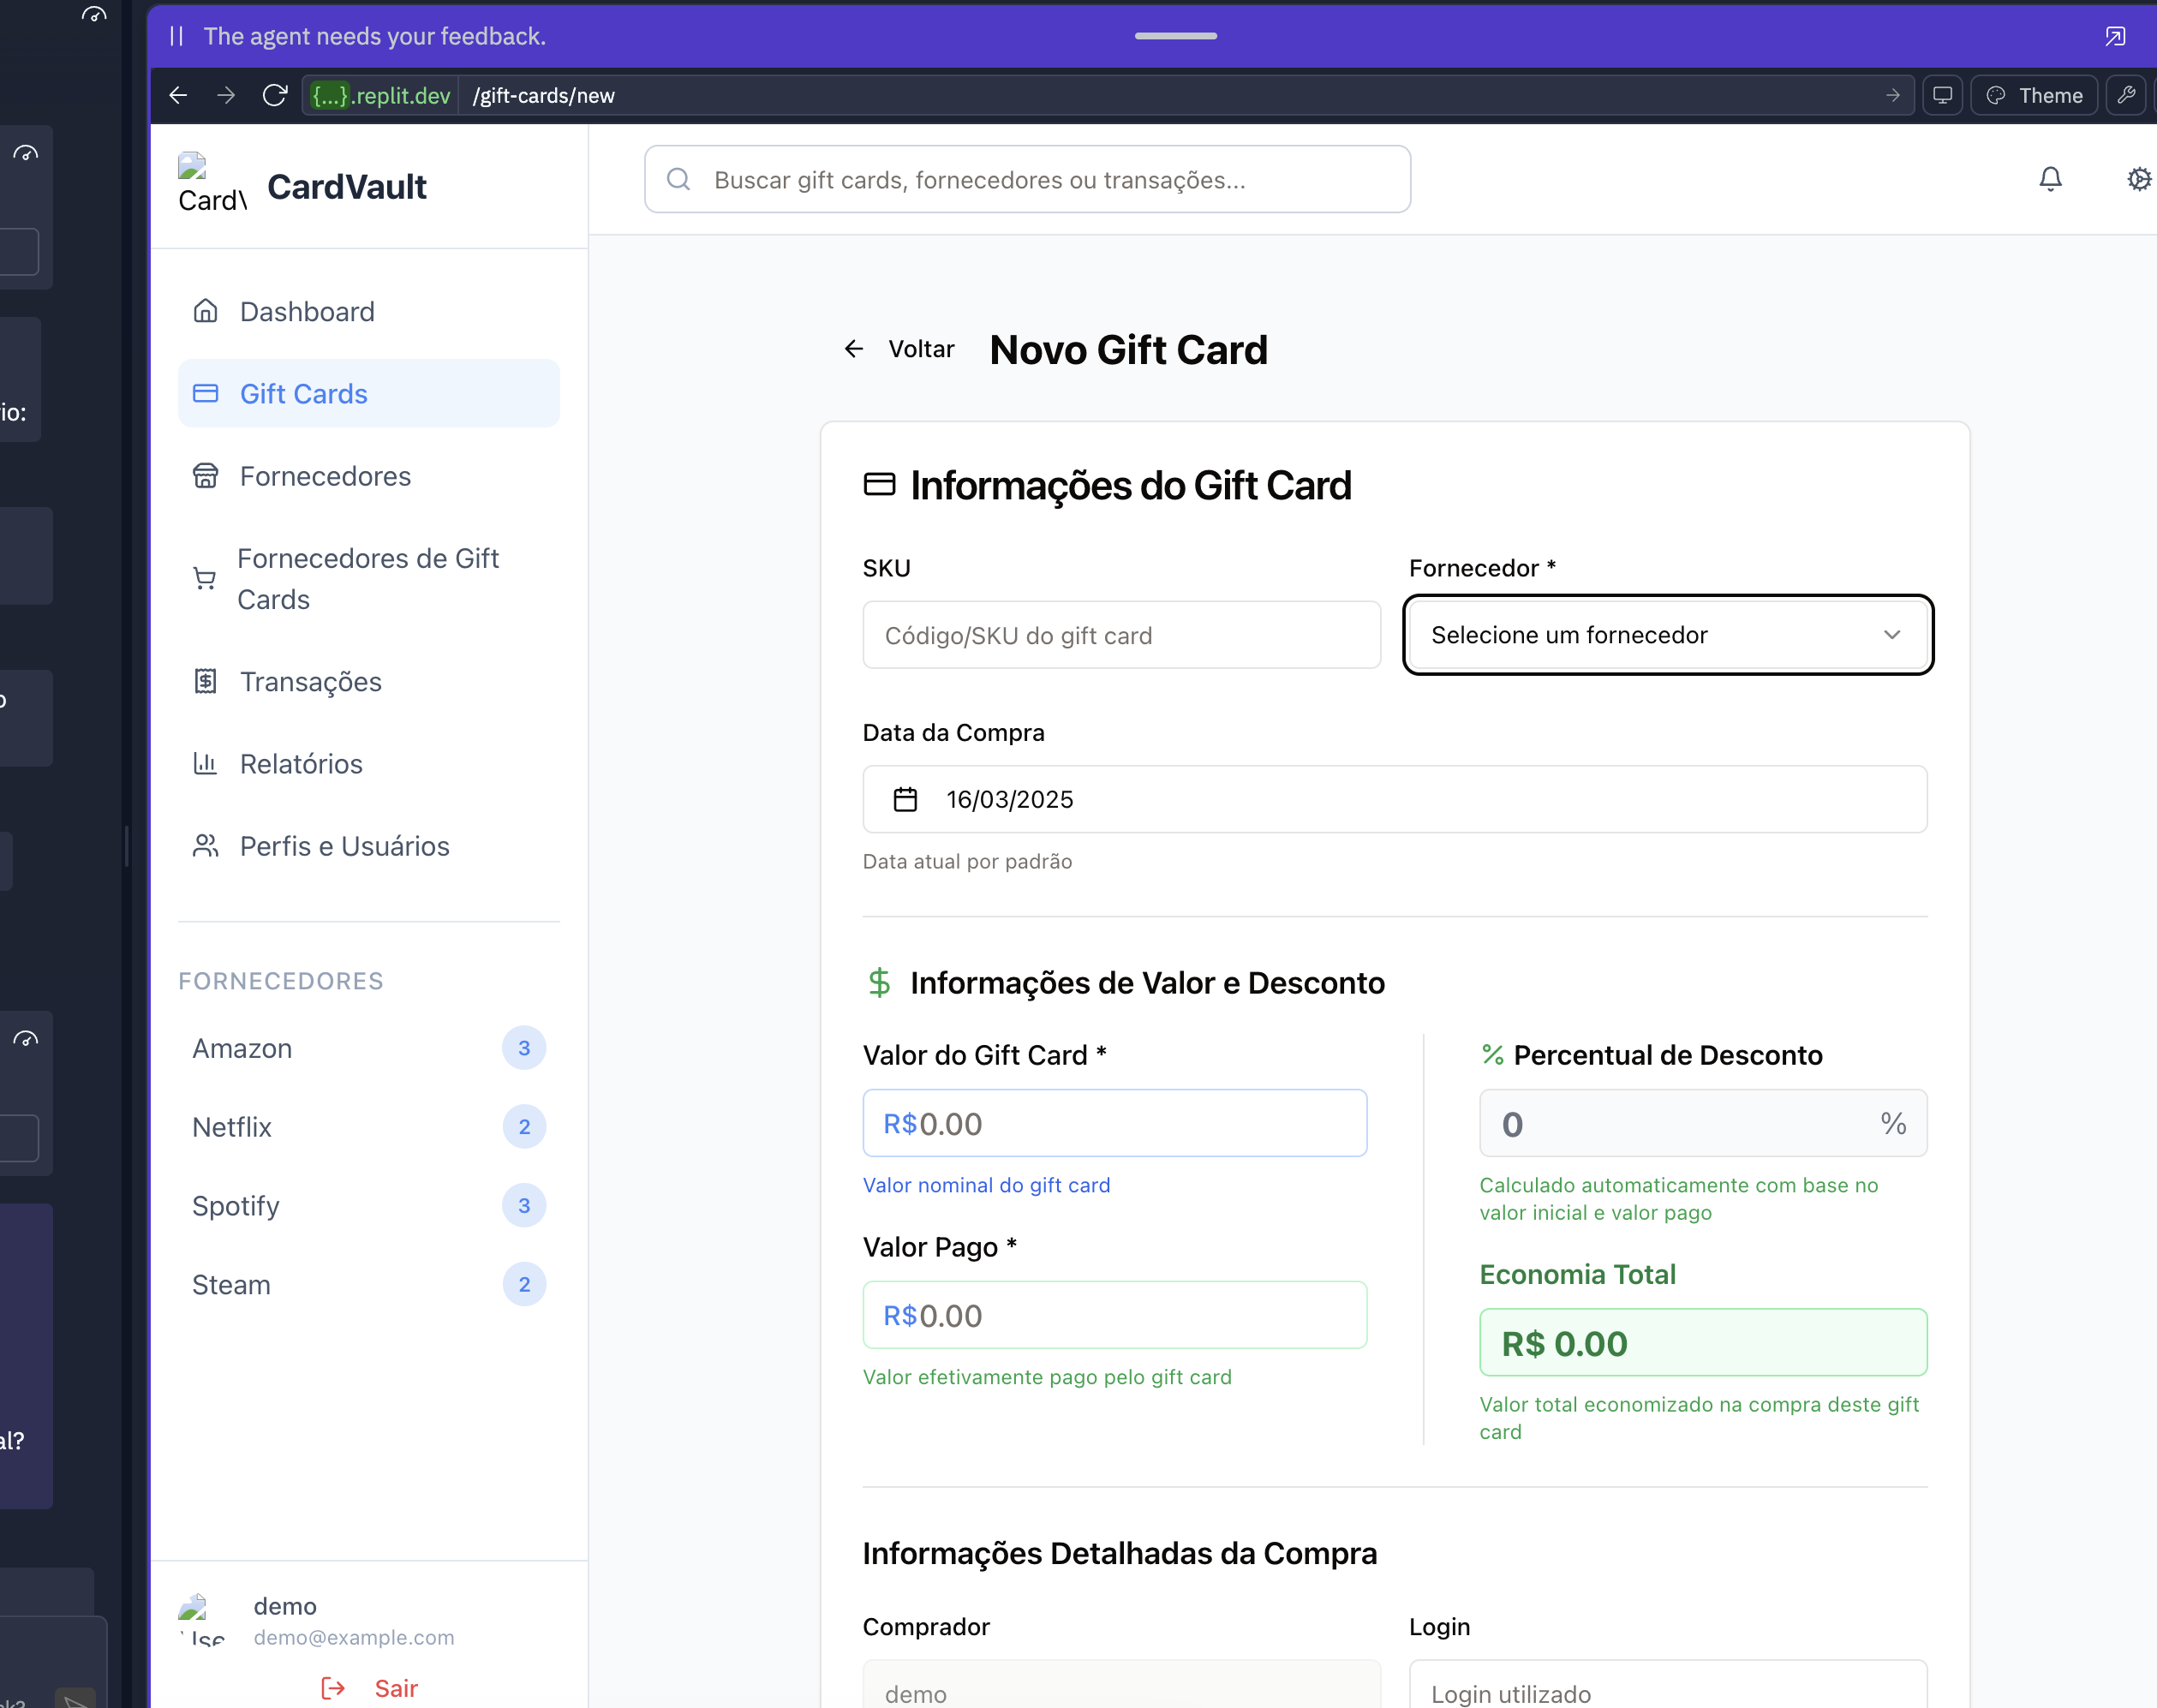 The agent needs your feedback.
{...}.replit.dev /gift-cards/new
Theme
Card\
CardVault
Buscar gift cards, fornecedores ou transações...
Dashboard
Gift Cards
Fornecedores
Fornecedores de Gift
Cards
Transações
Relatórios
Perfis e Usuários
FORNECEDORES
Amazon 3
Netflix 2
Spotify 3
Steam 2
demo
demo@example.com
Sair
Voltar
Novo Gift Card
Informações do Gift Card
SKU
Código/SKU do gift card
Fornecedor *
Selecione um fornecedor
Data da Compra
16/03/2025
Data atual por padrão
$ Informações de Valor e Desconto
Valor do Gift Card *
R$0.00
Valor nominal do gift card
Valor Pago *
R$0.00
Valor efetivamente pago pelo gift card
% Percentual de Desconto
0 %
Calculado automaticamente com base no
valor inicial e valor pago
Economia Total
R$ 0.00
Valor total economizado na compra deste gift
card
Informações Detalhadas da Compra
Comprador
demo
Login
Login utilizado